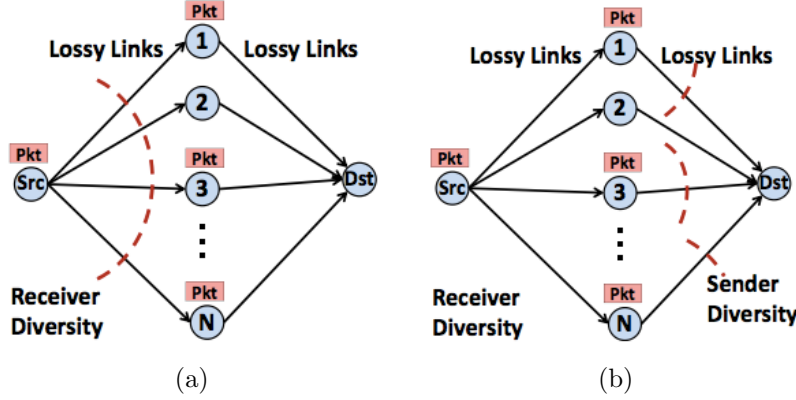 Pkt
Lossy Links
1
Lossy Links
2
Pkt
Pkt
Src
3
Dst
Pkt
Receiver
Diversity
N
(a)
Pkt
Lossy Links
1
Lossy Links
2
Pkt
Pkt
Src
3
Dst
Pkt
Receiver
Diversity
N
Sender
Diversity
(b)